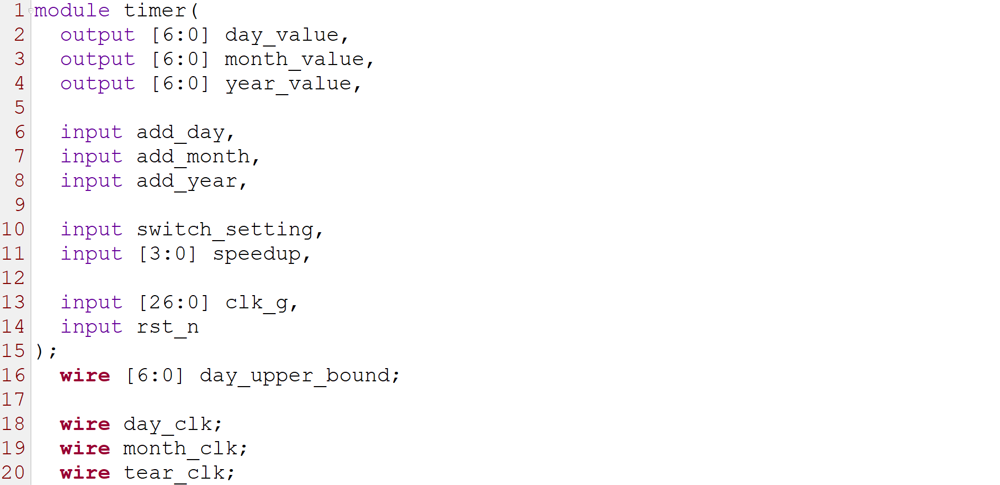 1 module timer(
2 output [6:0] day_value,
3 output [6:0] month_value,
4 output [6:0] year_value,
5
6 input add_day,
7 input add_month,
8 input add_year,
9
10 input switch_setting,
11 input [3:0] speedup,
12
13 input [26:0] clk_g,
14 input rst_n
15 );
16 wire [6:0] day_upper_bound;
17
18 wire day_clk;
19 wire month_clk;
20 wire tear_clk;